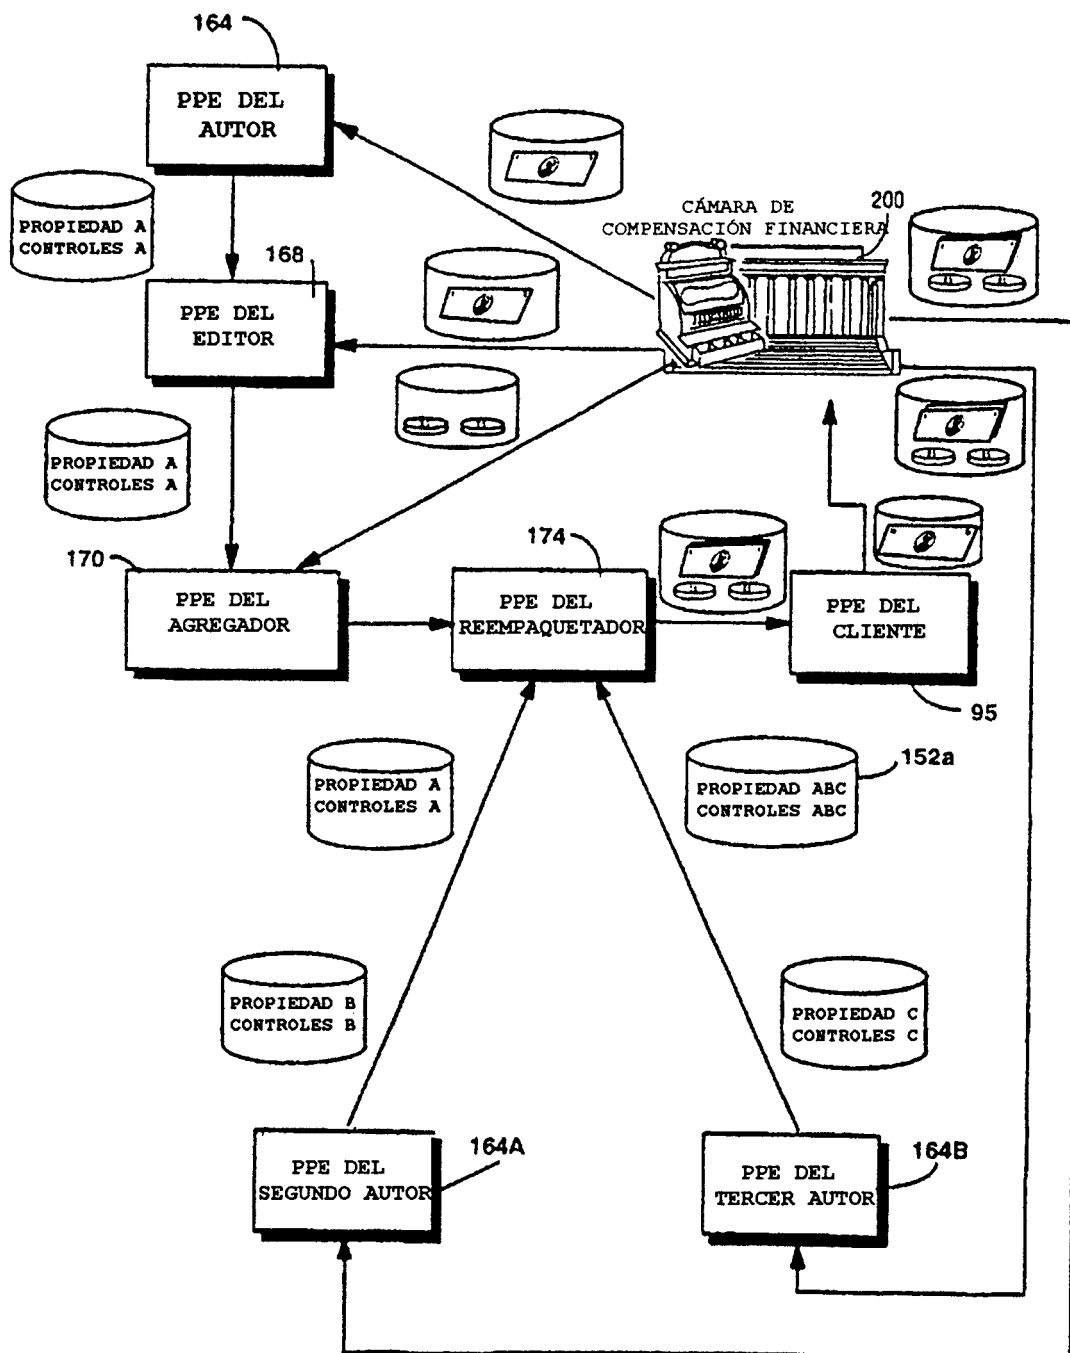 164
PPE DEL
AUTOR
PROPIEDAD A
CONTROLES A
200
CÁMARA DE
COMPENSACIÓN FINANCIERA
168
PPE DEL
EDITOR
PROPIEDAD A
CONTROLES A
170
PPE DEL
AGREGADOR
174
PPE DEL
REEMPAQUETADOR
PPE DEL
CLIENTE
95
PROPIEDAD A
CONTROLES A
PROPIEDAD ABC
CONTROLES ABC
152a
PROPIEDAD B
CONTROLES B
PROPIEDAD C
CONTROLES C
PPE DEL
SEGUNDO AUTOR
164A
PPE DEL
TERCER AUTOR
164B